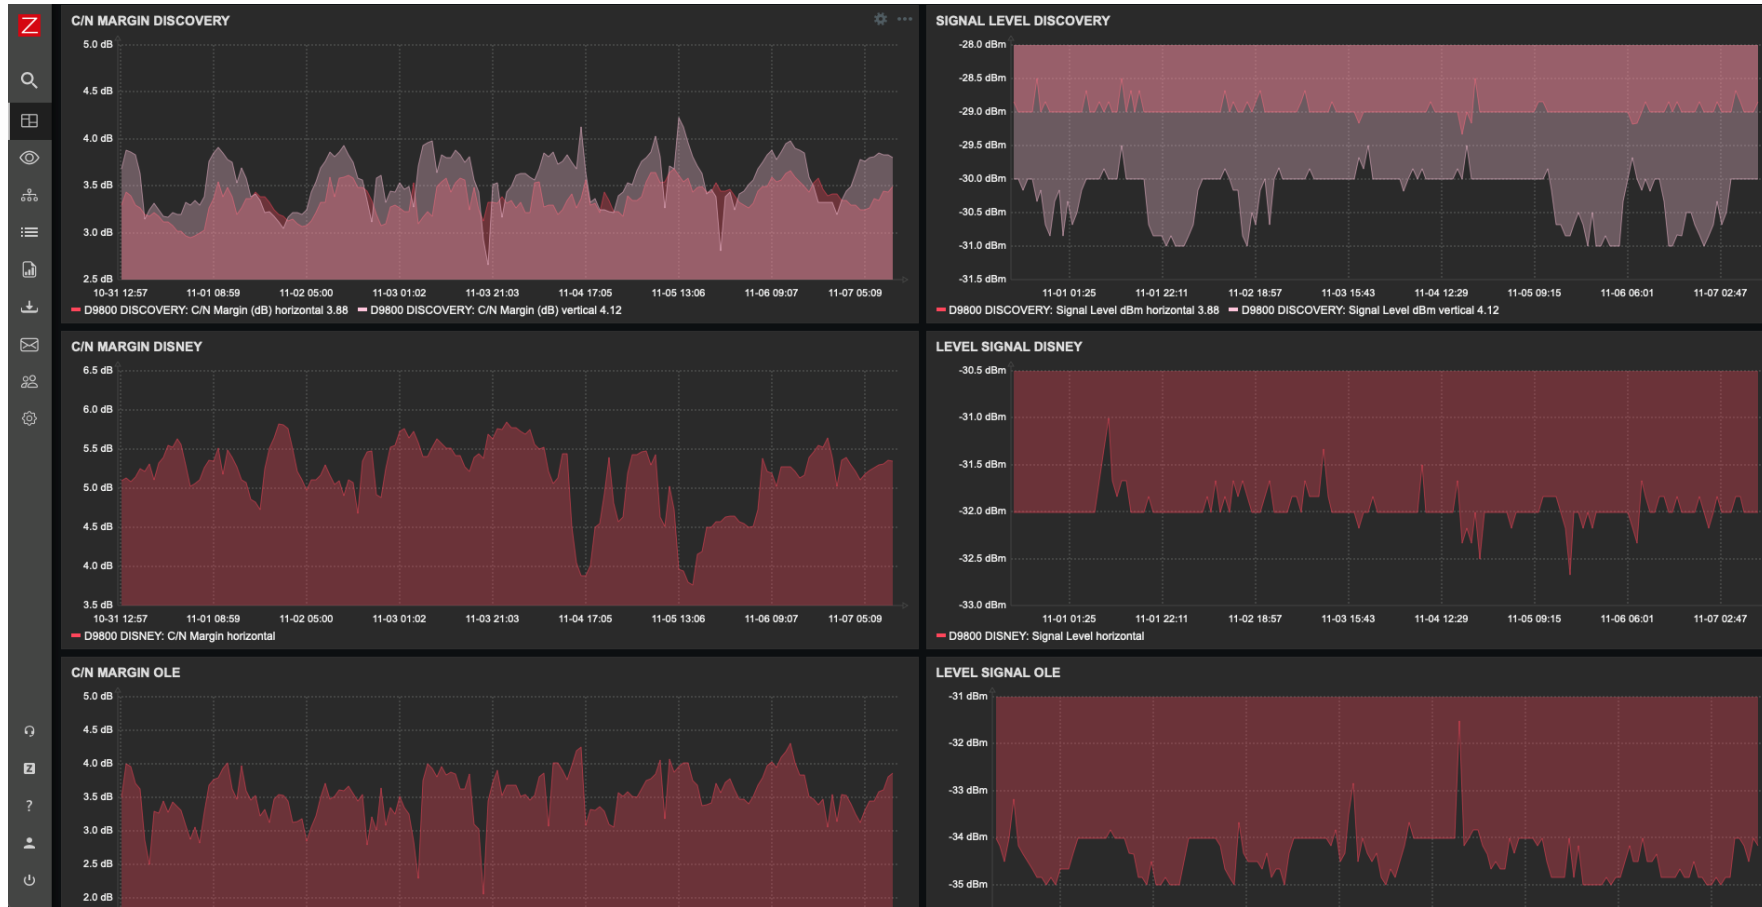 Z
C/N MARGIN DISCOVERY
5.0 dB
4.5 dB
4.0 dB
3.5 dB
3.0 dB
2.5 dB
10-31 12:57 11-01 08:59 11-02 05:00 11-03 01:02 11-03 21:03 11-04 17:05 11-05 13:06 11-06 09:07 11-07 05:09
D9800 DISCOVERY: C/N Margin (dB) horizontal 3.88 D9800 DISCOVERY: C/N Margin (dB) vertical 4.12
SIGNAL LEVEL DISCOVERY
-28.0 dBm
-28.5 dBm
-29.0 dBm
-29.5 dBm
-30.0 dBm
-30.5 dBm
-31.0 dBm
-31.5 dBm
11-01 01:25 11-01 22:11 11-02 18:57 11-03 15:43 11-04 12:29 11-05 09:15 11-06 06:01 11-07 02:47
D9800 DISCOVERY: Signal Level dBm horizontal 3.88 D9800 DISCOVERY: Signal Level dBm vertical 4.12
C/N MARGIN DISNEY
6.5 dB
6.0 dB
5.5 dB
5.0 dB
4.5 dB
4.0 dB
3.5 dB
10-31 12:57 11-01 08:59 11-02 05:00 11-03 01:02 11-03 21:03 11-04 17:05 11-05 13:06 11-06 09:07 11-07 05:09
D9800 DISNEY: C/N Margin horizontal
LEVEL SIGNAL DISNEY
-30.5 dBm
-31.0 dBm
-31.5 dBm
-32.0 dBm
-32.5 dBm
-33.0 dBm
11-01 01:25 11-01 22:11 11-02 18:57 11-03 15:43 11-04 12:29 11-05 09:15 11-06 06:01 11-07 02:47
D9800 DISNEY: Signal Level horizontal
C/N MARGIN OLE
5.0 dB
4.5 dB
4.0 dB
3.5 dB
3.0 dB
2.5 dB
2.0 dB
LEVEL SIGNAL OLE
-31 dBm
-32 dBm
-33 dBm
-34 dBm
-35 dBm
Z
?